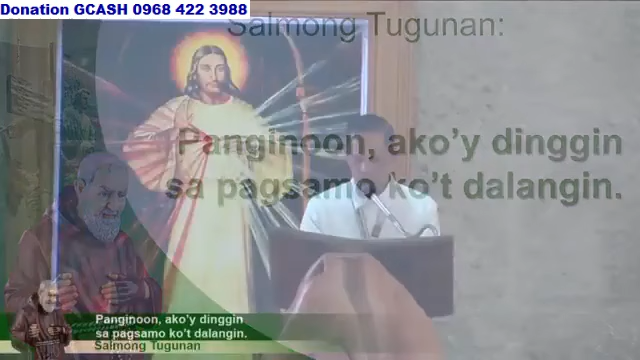 Donation GCASH 0968 422 3988
Salmong Tugunan:
Panginoon, ako'y dinggin
sa pagsamo ko't dalangin.
Panginoon, ako'y dinggin
sa pagsamo ko't dalangin.
Salmong Tugunan